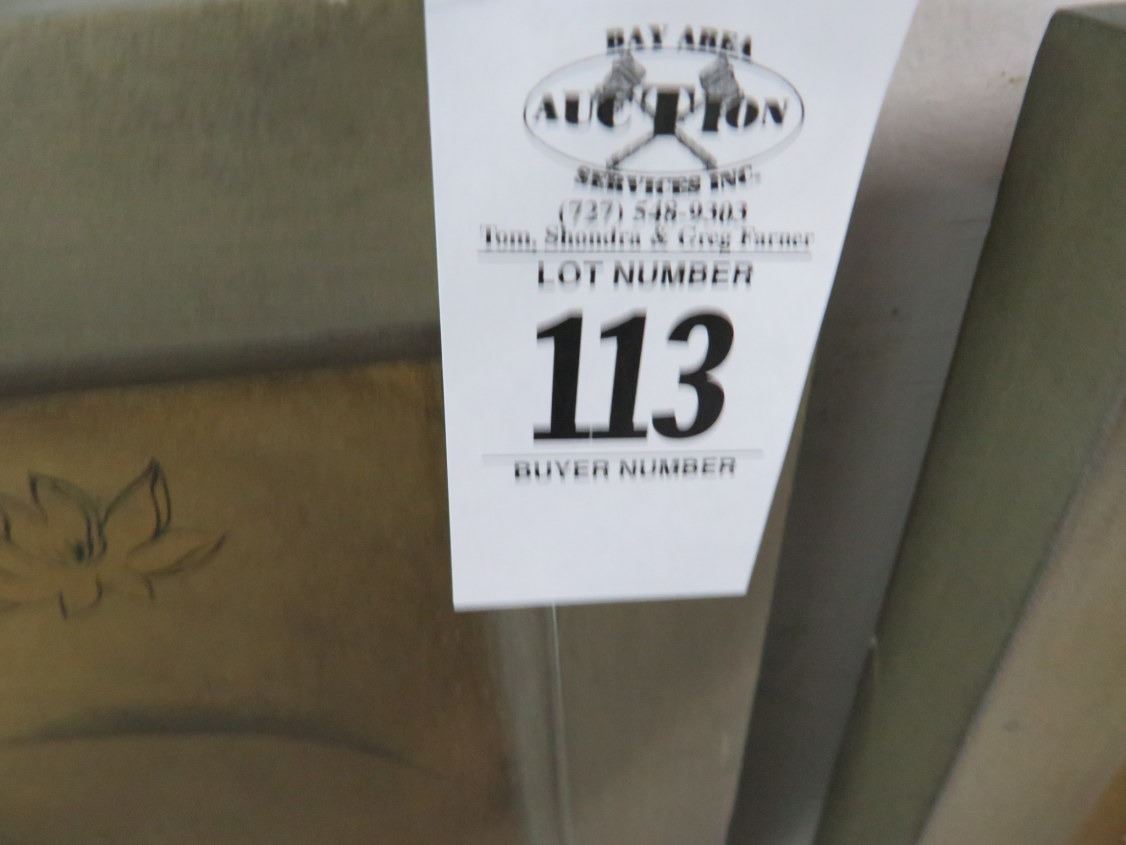 BAY AREA
AUCTION
SERVICES INC.
(727) 548-9303
Tom, Shondra & Greg Farner
LOT NUMBER
113
BUYER NUMBER